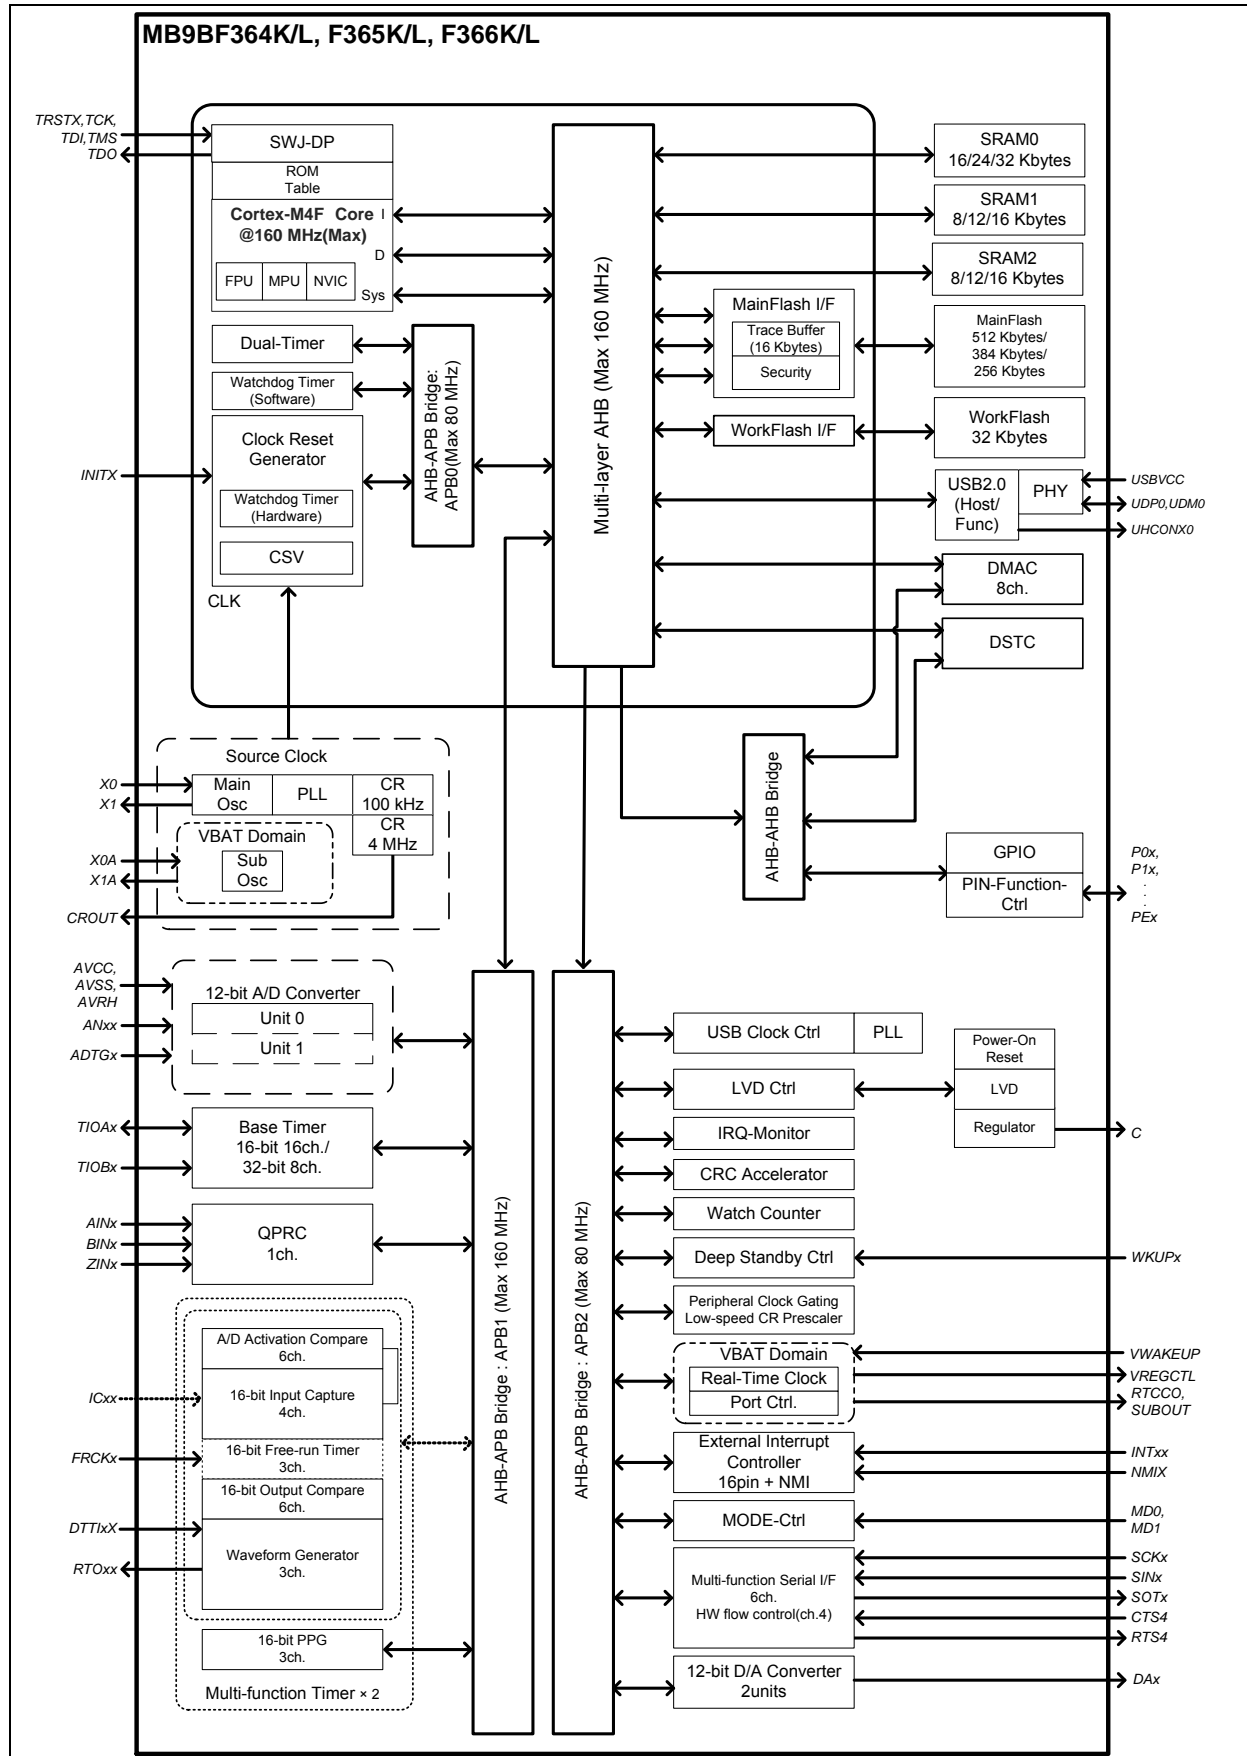 MB9BF364K/L, F365K/L, F366K/L
TRSTX,TCK,
TDI,TMS
TDO
SWJ-DP
ROM
Table
Cortex-M4F Core
@160 MHz(Max)
I
D
Sys
FPU
MPU
NVIC
Dual-Timer
Watchdog Timer
(Software)
Clock Reset
Generator
Watchdog Timer
(Hardware)
CSV
CLK
INITX
AHB-APB Bridge:
APB0(Max 80 MHz)
Multi-layer AHB (Max 160 MHz)
MainFlash I/F
Trace Buffer
(16 Kbytes)
Security
WorkFlash I/F
SRAM0
16/24/32 Kbytes
SRAM1
8/12/16 Kbytes
SRAM2
8/12/16 Kbytes
MainFlash
512 Kbytes/
384 Kbytes/
256 Kbytes
WorkFlash
32 Kbytes
USB2.0
(Host/
Func)
PHY
USBVCC
UDP0,UDM0
UHCONX0
DMAC
8ch.
DSTC
AHB-AHB Bridge
GPIO
PIN-Function-
Ctrl
P0x,
P1x,
.
.
PEx
Source Clock
X0
X1
Main
Osc
PLL
CR
100 kHz
CR
4 MHz
VBAT Domain
Sub
Osc
X0A
X1A
CROUT
AVCC,
AVSS,
AVRH
ANxx
ADTGx
12-bit A/D Converter
Unit 0
Unit 1
TIOAx
TIOBx
Base Timer
16-bit 16ch./
32-bit 8ch.
AINx
BINx
ZINx
QPRC
1ch.
A/D Activation Compare
6ch.
ICxx
16-bit Input Capture
4ch.
FRCKx
16-bit Free-run Timer
3ch.
16-bit Output Compare
6ch.
DTTIxX
RTOxx
Waveform Generator
3ch.
16-bit PPG
3ch.
Multi-function Timer × 2
AHB-APB Bridge : APB1 (Max 160 MHz)
AHB-APB Bridge : APB2 (Max 80 MHz)
USB Clock Ctrl
PLL
LVD Ctrl
Power-On
Reset
LVD
Regulator
C
IRQ-Monitor
CRC Accelerator
Watch Counter
Deep Standby Ctrl
WKUPx
Peripheral Clock Gating
Low-speed CR Prescaler
VBAT Domain
Real-Time Clock
Port Ctrl.
VWAKEUP
VREGCTL
RTCCO,
SUBOUT
External Interrupt
Controller
16pin + NMI
INTxx
NMIX
MODE-Ctrl
MD0,
MD1
Multi-function Serial I/F
6ch.
HW flow control(ch.4)
SCKx
SINx
SOTx
CTS4
RTS4
12-bit D/A Converter
2units
DAx